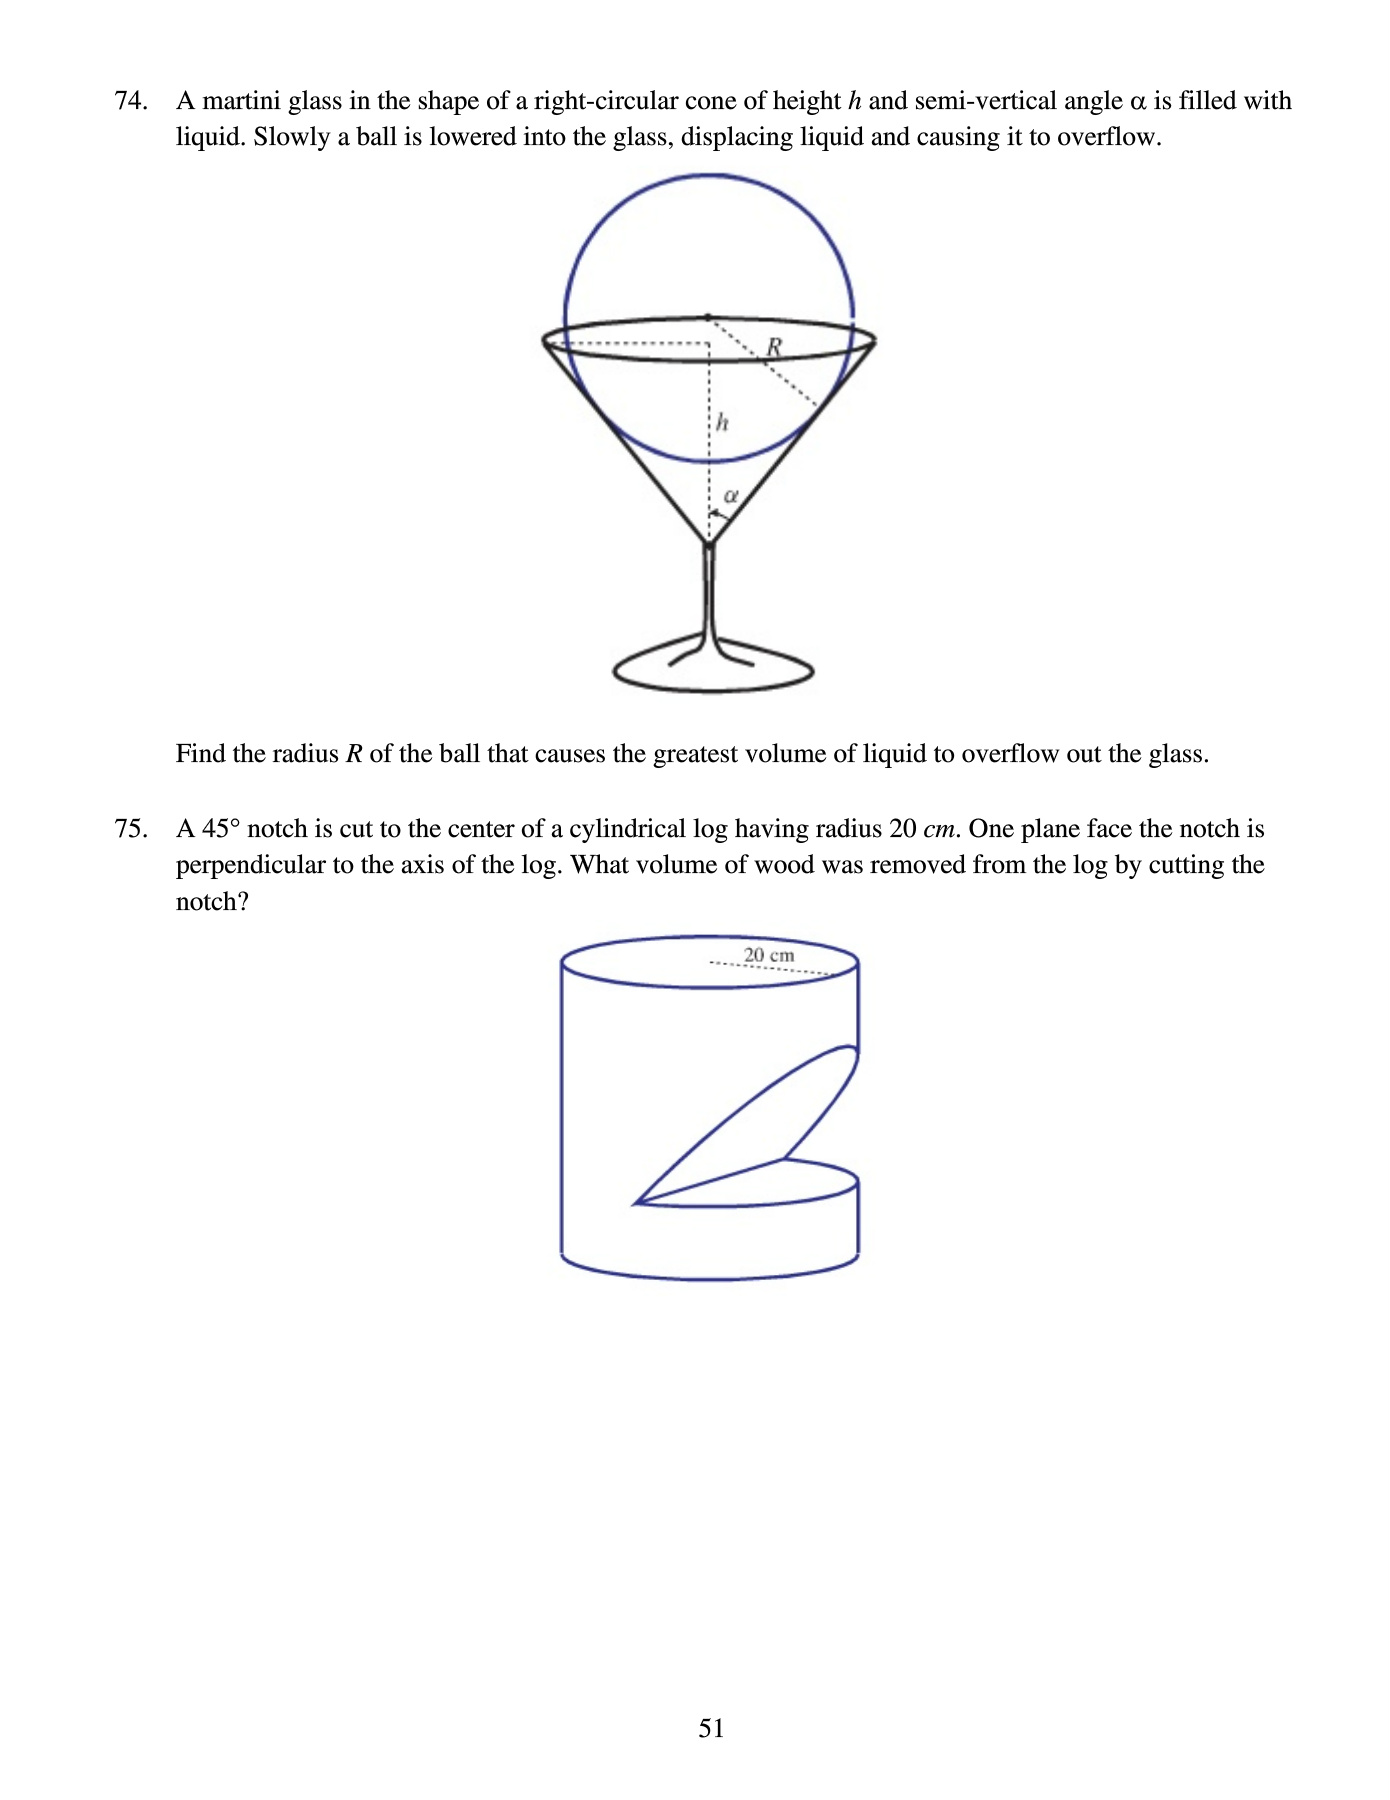 74. A martini glass in the shape of a right-circular cone of height h and semi-vertical angle α is filled with
liquid. Slowly a ball is lowered into the glass, displacing liquid and causing it to overflow.
R
h
α
Find the radius R of the ball that causes the greatest volume of liquid to overflow out the glass.
75. A 45° notch is cut to the center of a cylindrical log having radius 20 cm. One plane face the notch is
perpendicular to the axis of the log. What volume of wood was removed from the log by cutting the
notch?
20 cm
51